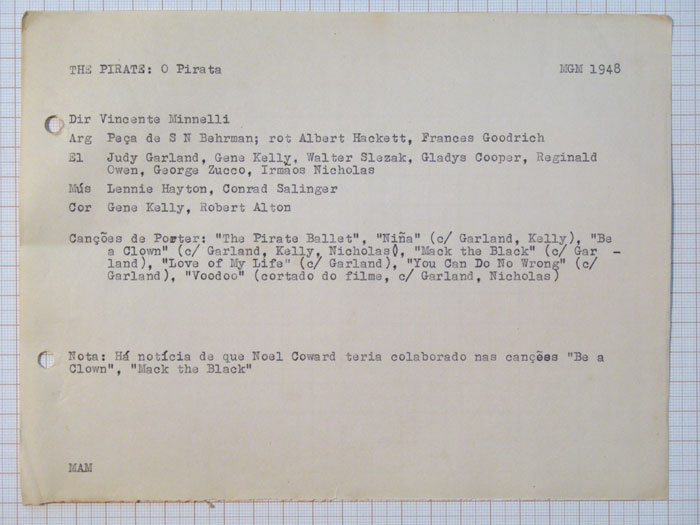 THE PIRATE: O Pirata MGM 1948
Dir Vincente Minnelli
Arg Peça de S N Behrman; rot Albert Hackett, Frances Goodrich
El Judy Garland, Gene Kelly, Walter Slezak, Gladys Cooper, Reginald
Owen, George Zucco, Irmãos Nicholas
Mús Lennie Hayton, Conrad Salinger
Cor Gene Kelly, Robert Alton
Canções de Porter: "The Pirate Ballet", "Niña" (c/ Garland, Kelly), "Be
a Clown" (c/ Garland, Kelly, Nicholas), "Mack the Black" (c/ Gar -
land), "Love of My Life" (c/ Garland), "You Can Do No Wrong" (c/
Garland), "Voodoo" (cortado do filme, c/ Garland, Nicholas)
Nota: Há notícia de que Noel Coward teria colaborado nas canções "Be a
Clown", "Mack the Black"
MAM